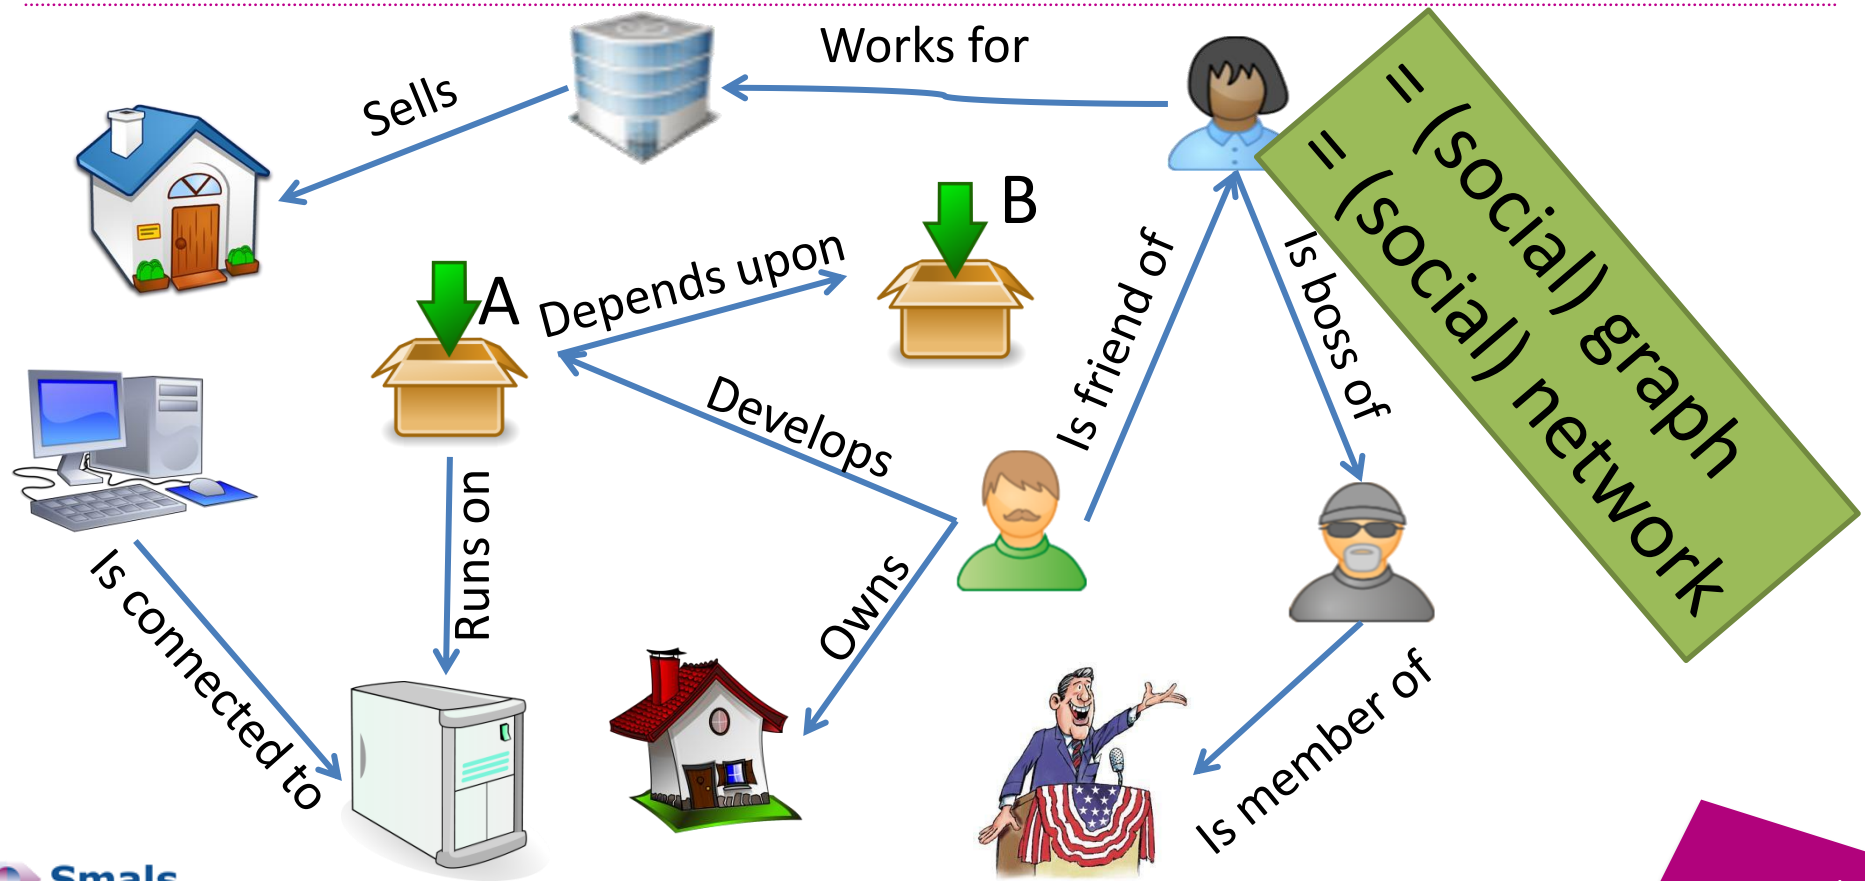 Works for
Sells
= (social) graph
= (social) network
B
A
Depends upon
Is friend of
Is boss of
Develops
Runs on
Is connected to
Owns
Is member of
Smals